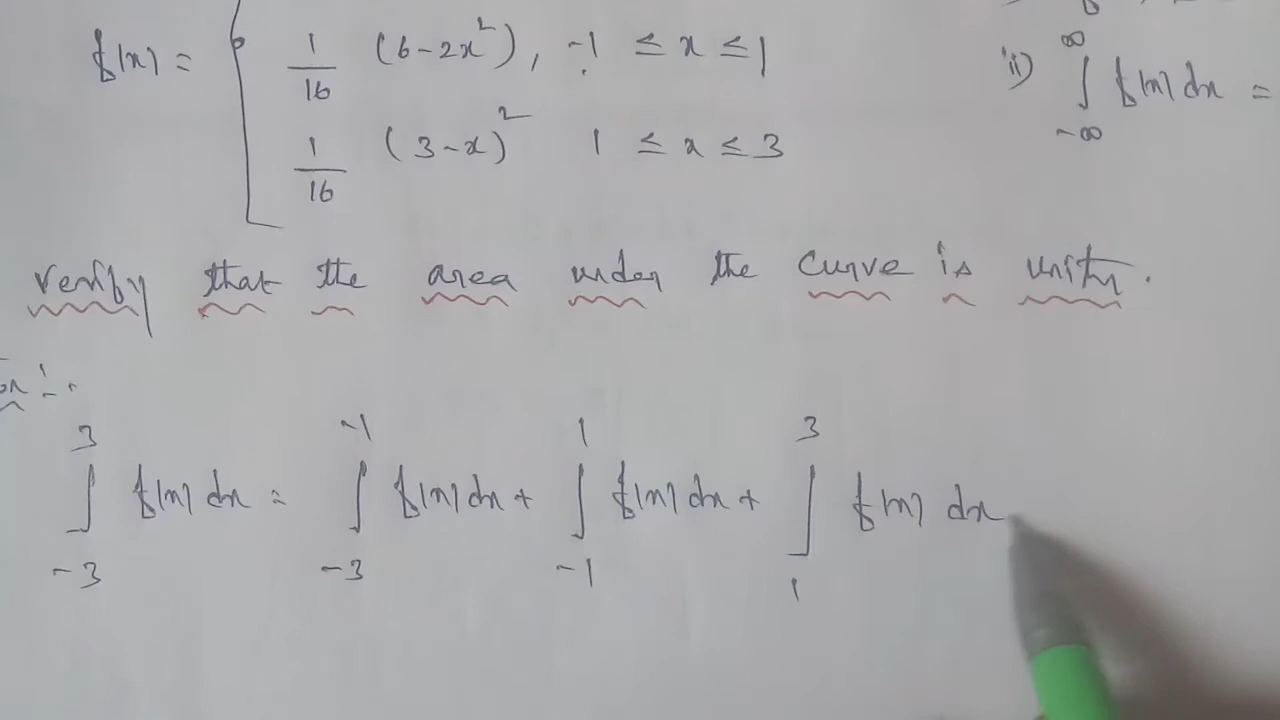 f(x) = { 1/16 (6-2x²), -1 ≤ x ≤ 1
1/16 (3-x)² 1 ≤ x ≤ 3
ii) ∫_{-∞}^{∞} f(x) dx =
Verify that the area under the curve is unity.
∫_{-3}^{3} f(x) dx = ∫_{-3}^{-1} f(x) dx + ∫_{-1}^{1} f(x) dx + ∫_{1}^{3} f(x) dx